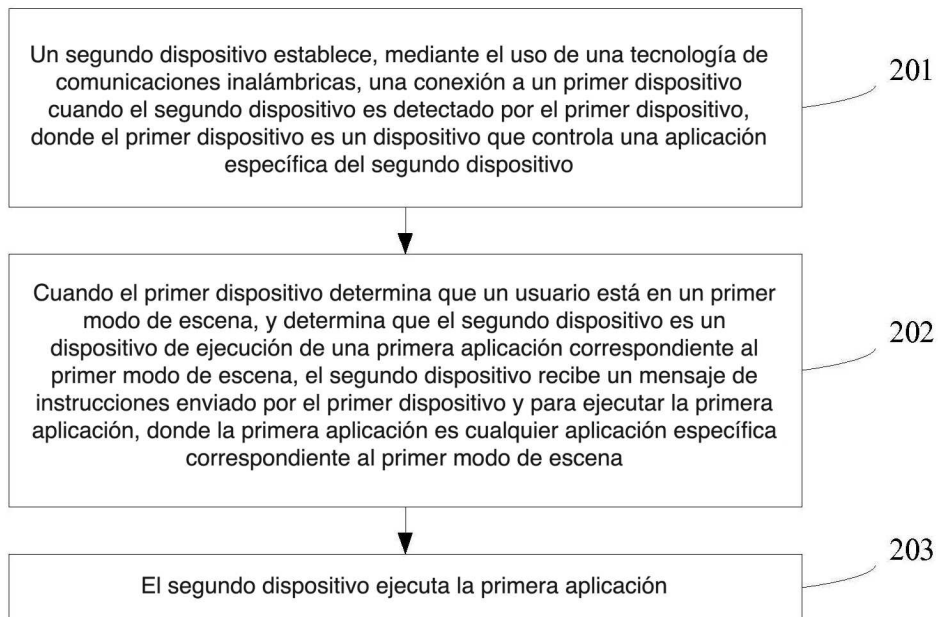 Un segundo dispositivo establece, mediante el uso de una tecnología de
comunicaciones inalámbricas, una conexión a un primer dispositivo
cuando el segundo dispositivo es detectado por el primer dispositivo,
donde el primer dispositivo es un dispositivo que controla una aplicación
específica del segundo dispositivo
201
Cuando el primer dispositivo determina que un usuario está en un primer
modo de escena, y determina que el segundo dispositivo es un
dispositivo de ejecución de una primera aplicación correspondiente al
primer modo de escena, el segundo dispositivo recibe un mensaje de
instrucciones enviado por el primer dispositivo y para ejecutar la primera
aplicación, donde la primera aplicación es cualquier aplicación específica
correspondiente al primer modo de escena
202
El segundo dispositivo ejecuta la primera aplicación
203